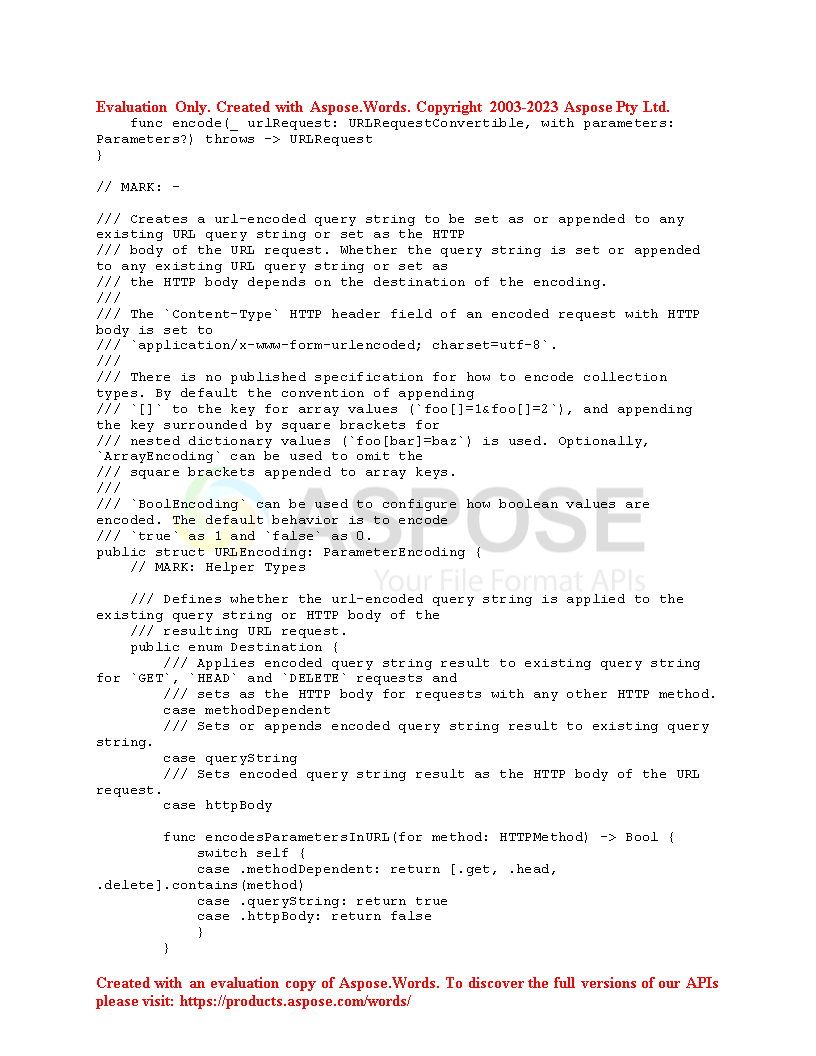 Evaluation Only. Created with Aspose.Words. Copyright 2003-2023 Aspose Pty Ltd.
    func encode(_ urlRequest: URLRequestConvertible, with parameters:
Parameters?) throws -> URLRequest
}

// MARK: -

/// Creates a url-encoded query string to be set as or appended to any
existing URL query string or set as the HTTP
/// body of the URL request. Whether the query string is set or appended
to any existing URL query string or set as
/// the HTTP body depends on the destination of the encoding.
///
/// The `Content-Type` HTTP header field of an encoded request with HTTP
body is set to
/// `application/x-www-form-urlencoded; charset=utf-8`.
///
/// There is no published specification for how to encode collection
types. By default the convention of appending
/// `[]` to the key for array values (`foo[]=1&foo[]=2`), and appending
the key surrounded by square brackets for
/// nested dictionary values (`foo[bar]=baz`) is used. Optionally,
`ArrayEncoding` can be used to omit the
/// square brackets appended to array keys.
///
/// `BoolEncoding` can be used to configure how boolean values are
encoded. The default behavior is to encode
/// `true` as 1 and `false` as 0.
ASPOSE
public struct URLEncoding: ParameterEncoding {
    // MARK: Helper Types
Your File Format APIs

    /// Defines whether the url-encoded query string is applied to the
existing query string or HTTP body of the
    /// resulting URL request.
    public enum Destination {
        /// Applies encoded query string result to existing query string
for `GET`, `HEAD` and `DELETE` requests and
        /// sets as the HTTP body for requests with any other HTTP method.
        case methodDependent
        /// Sets or appends encoded query string result to existing query
string.
        case queryString
        /// Sets encoded query string result as the HTTP body of the URL
request.
        case httpBody

        func encodesParametersInURL(for method: HTTPMethod) -> Bool {
            switch self {
            case .methodDependent: return [.get, .head,
.delete].contains(method)
            case .queryString: return true
            case .httpBody: return false
            }
        }

Created with an evaluation copy of Aspose.Words. To discover the full versions of our APIs
please visit: https://products.aspose.com/words/